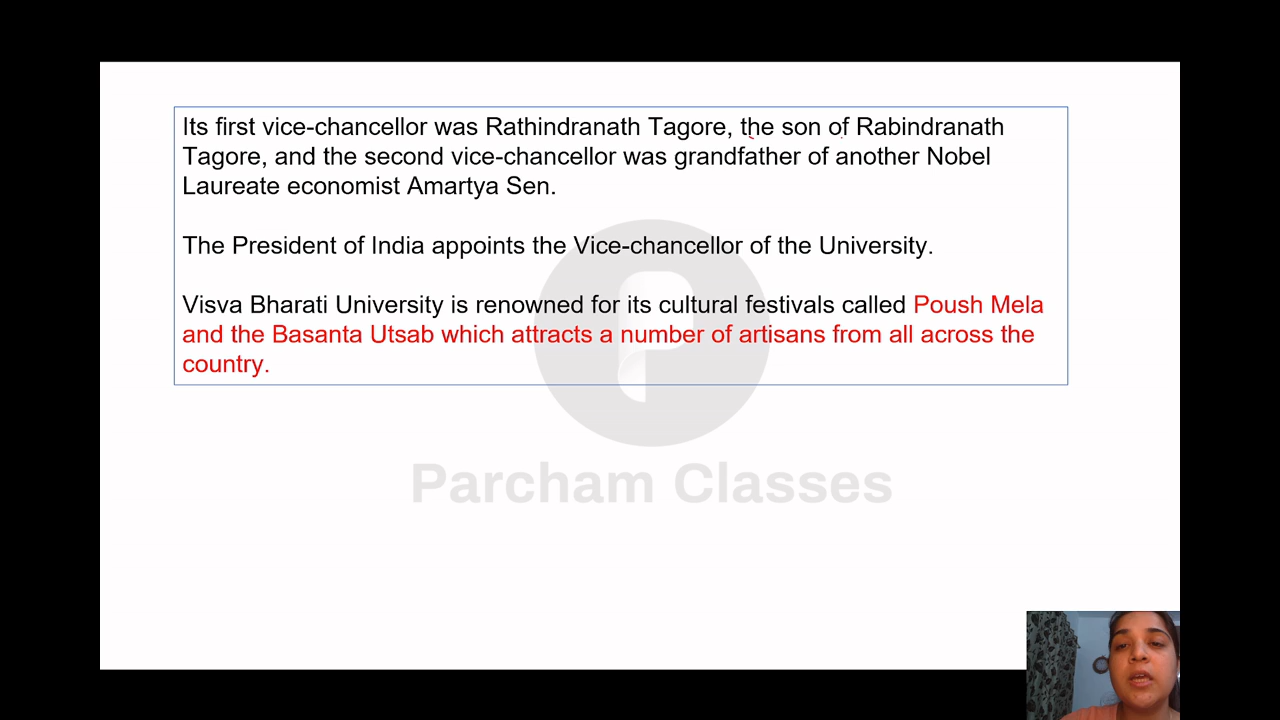 Its first vice-chancellor was Rathindranath Tagore, the son of Rabindranath
Tagore, and the second vice-chancellor was grandfather of another Nobel
Laureate economist Amartya Sen.
The President of India appoints the Vice-chancellor of the University.
Visva Bharati University is renowned for its cultural festivals called Poush Mela
and the Basanta Utsab which attracts a number of artisans from all across the
country.
Parcham Classes